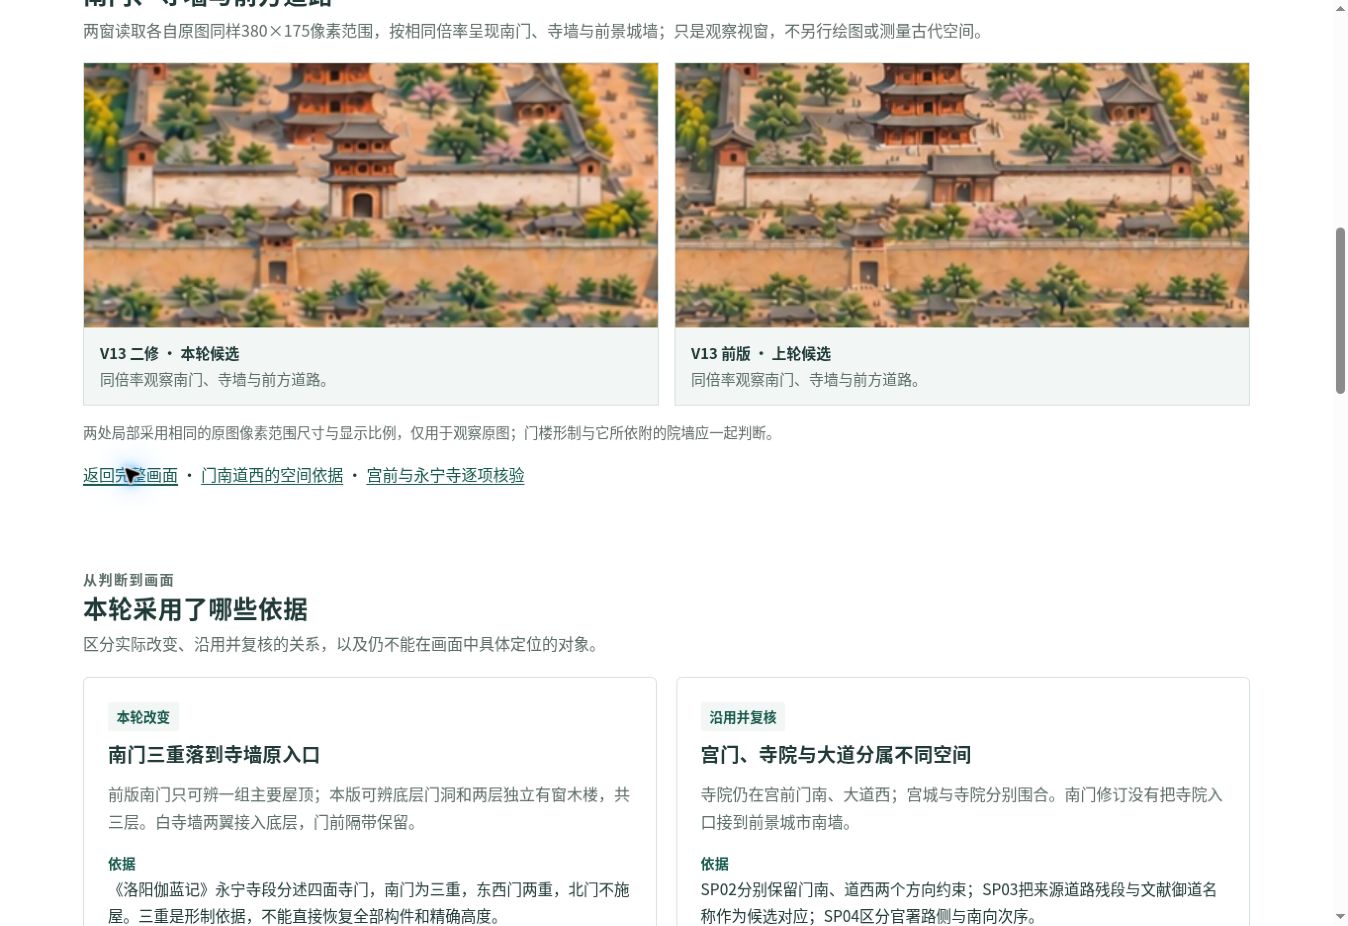 南门、寺墙与前方道路
两窗读取各自原图同样380×175像素范围，按相同倍率呈现南门、寺墙与前景城墙；只是观察视窗，不另行绘图或测量古代空间。
V13 二修 · 本轮候选
同倍率观察南门、寺墙与前方道路。
V13 前版 · 上轮候选
同倍率观察南门、寺墙与前方道路。
两处局部采用相同的原图像素范围尺寸与显示比例，仅用于观察原图；门楼形制与它所依附的院墙应一起判断。
返回完整画面 · 门南道西的空间依据 · 宫前与永宁寺逐项核验
从判断到画面
本轮采用了哪些依据
区分实际改变、沿用并复核的关系，以及仍不能在画面中具体定位的对象。
本轮改变
南门三重落到寺墙原入口
前版南门只可辨一组主要屋顶；本版可辨底层门洞和两层独立有窗木楼，共
三层。白寺墙两翼接入底层，门前隔带保留。
依据
《洛阳伽蓝记》永宁寺段分述四面寺门，南门为三重，东西门两重，北门不施
屋。三重是形制依据，不能直接恢复全部构件和精确高度。
沿用并复核
宫门、寺院与大道分属不同空间
寺院仍在宫前门南、大道西；宫城与寺院分别围合。南门修订没有把寺院入
口接到前景城市南墙。
依据
SP02分别保留门南、道西两个方向约束；SP03把来源道路残段与文献御道名
称作为候选对应；SP04区分官署路侧与南向次序。